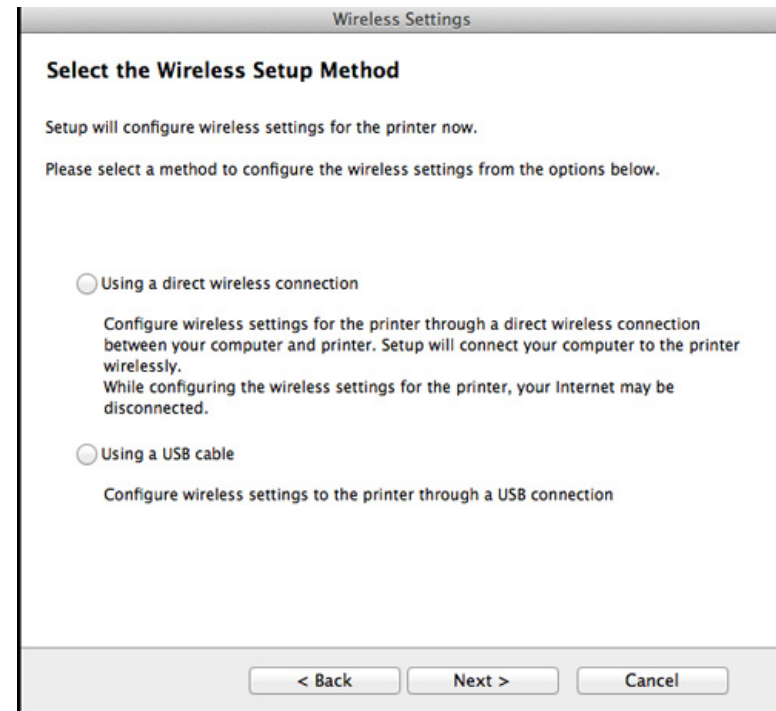 Wireless Settings
Select the Wireless Setup Method
Setup will configure wireless settings for the printer now.
Please select a method to configure the wireless settings from the options below.
Using a direct wireless connection
Configure wireless settings for the printer through a direct wireless connection
between your computer and printer. Setup will connect your computer to the printer
wirelessly.
While configuring the wireless settings for the printer, your Internet may be
disconnected.
Using a USB cable
Configure wireless settings to the printer through a USB connection
< Back Next > Cancel